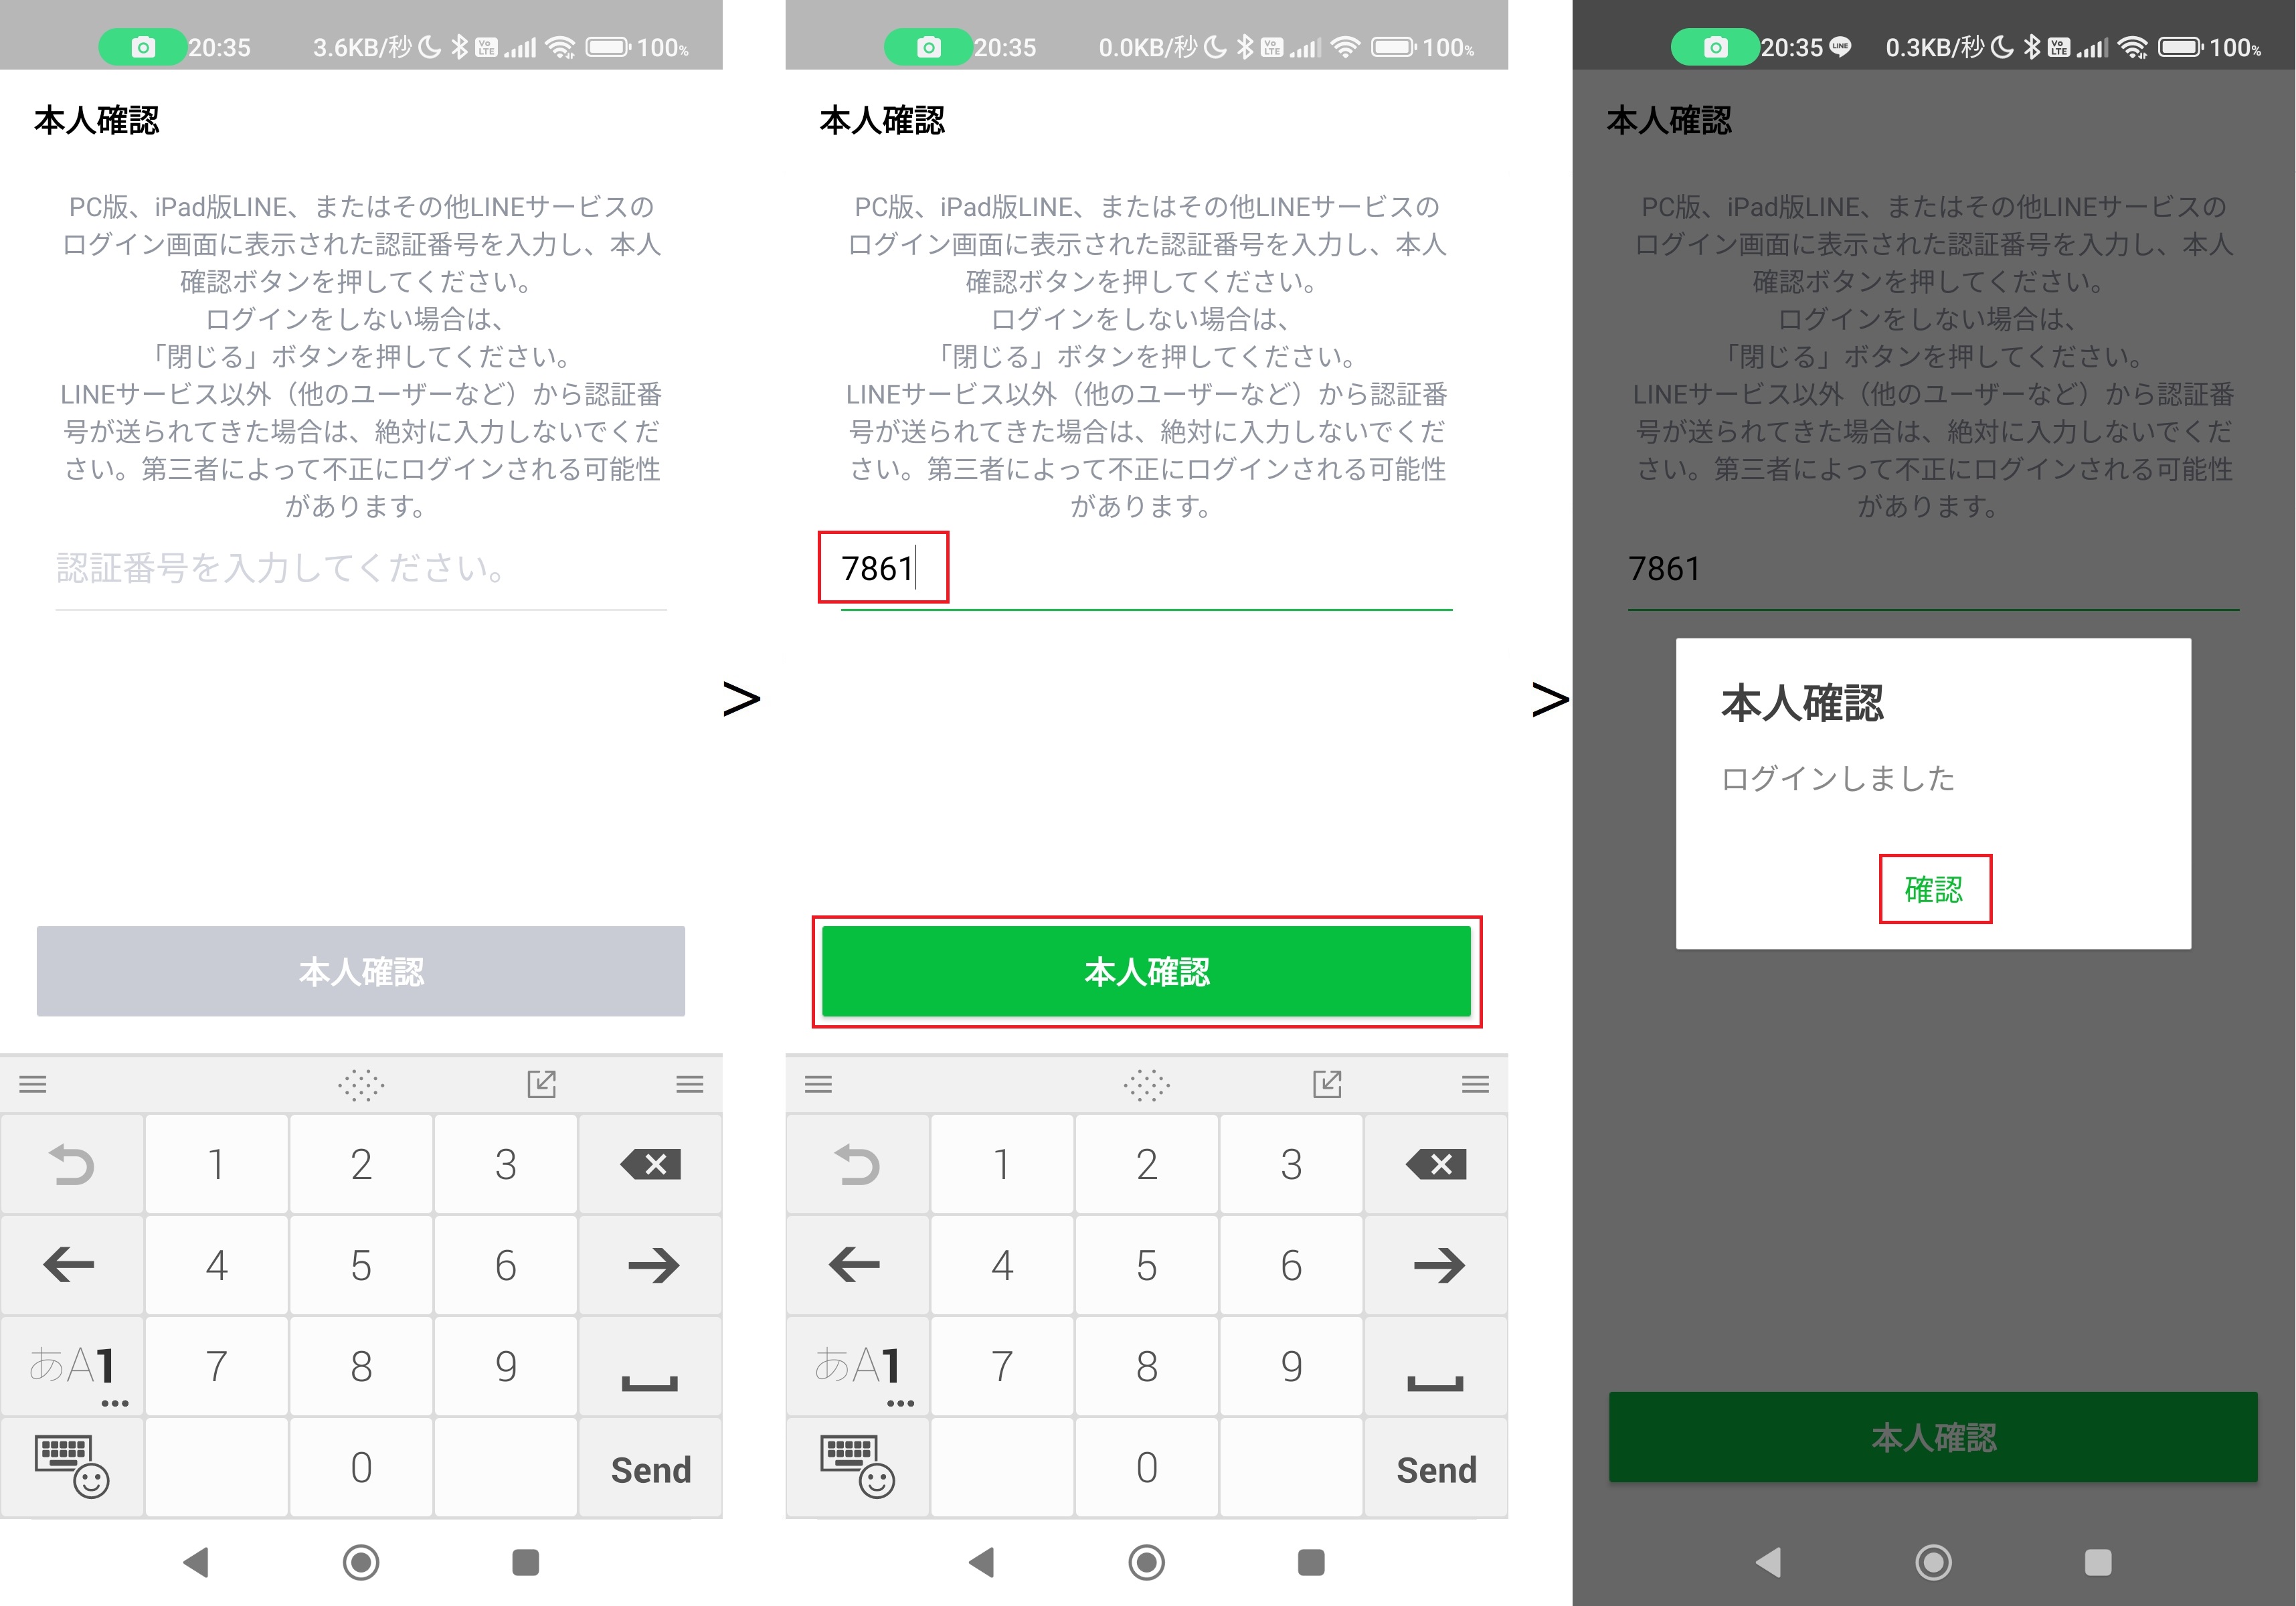 20:35 3.6KB/秒 Vo LTE 100%
本人確認
PC版、iPad版LINE、またはその他LINEサービスの
ログイン画面に表示された認証番号を入力し、本人
確認ボタンを押してください。
ログインをしない場合は、
「閉じる」ボタンを押してください。
LINEサービス以外（他のユーザーなど）から認証番
号が送られてきた場合は、絶対に入力しないでくだ
さい。第三者によって不正にログインされる可能性
があります。
認証番号を入力してください。
本人確認
1 2 3
4 5 6
あA1 7 8 9
0 Send
>
20:35 0.0KB/秒 Vo LTE 100%
本人確認
PC版、iPad版LINE、またはその他LINEサービスの
ログイン画面に表示された認証番号を入力し、本人
確認ボタンを押してください。
ログインをしない場合は、
「閉じる」ボタンを押してください。
LINEサービス以外（他のユーザーなど）から認証番
号が送られてきた場合は、絶対に入力しないでくだ
さい。第三者によって不正にログインされる可能性
があります。
7861
本人確認
1 2 3
4 5 6
あA1 7 8 9
0 Send
>
20:35 LINE 0.3KB/秒 Vo LTE 100%
本人確認
PC版、iPad版LINE、またはその他LINEサービスの
ログイン画面に表示された認証番号を入力し、本人
確認ボタンを押してください。
ログインをしない場合は、
「閉じる」ボタンを押してください。
LINEサービス以外（他のユーザーなど）から認証番
号が送られてきた場合は、絶対に入力しないでくだ
さい。第三者によって不正にログインされる可能性
があります。
7861
本人確認
ログインしました
確認
本人確認